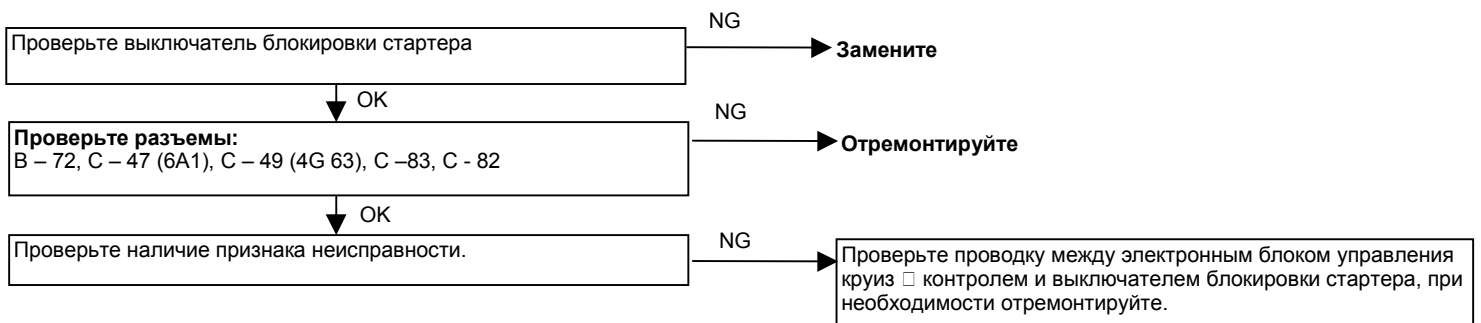 NG
Проверьте выключатель блокировки стартера
Замените
OK
NG
Проверьте разъемы:
B – 72, C – 47 (6A1), C – 49 (4G 63), C –83, C - 82
Отремонтируйте
OK
Проверьте наличие признака неисправности.
NG
Проверьте проводку между электронным блоком управления
круиз □ контролем и выключателем блокировки стартера, при
необходимости отремонтируйте.